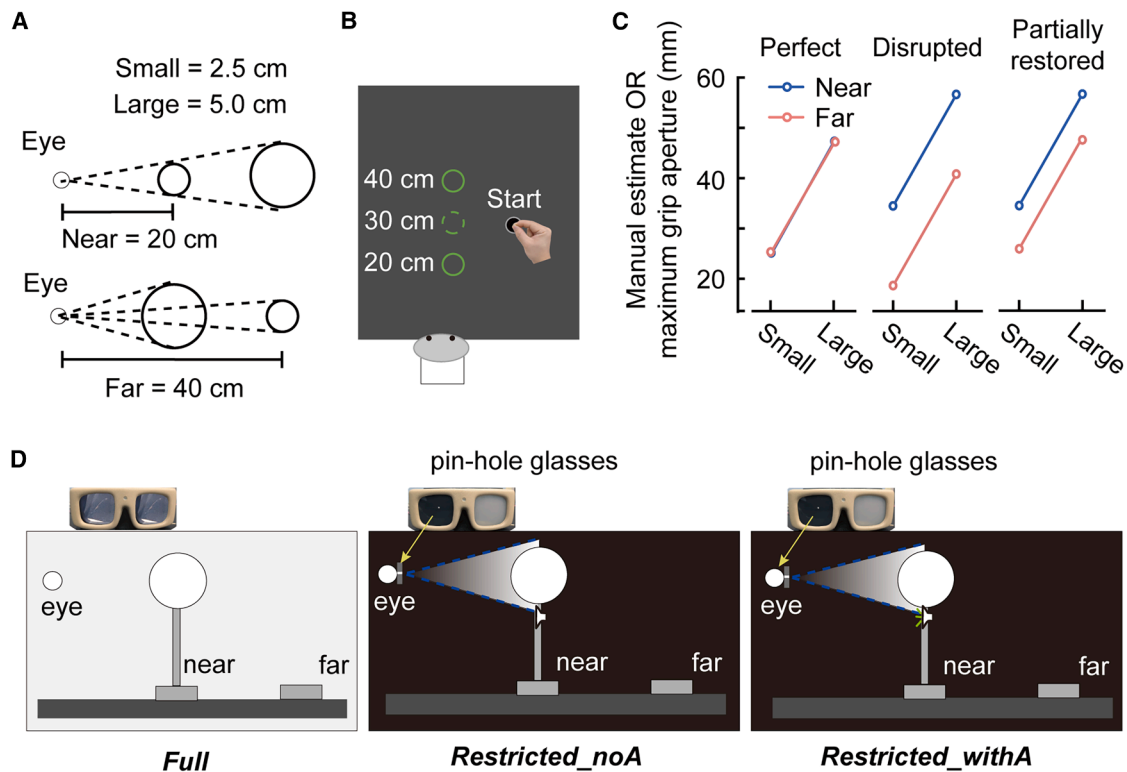 A
Small = 2.5 cm
Large = 5.0 cm
Eye
Near = 20 cm
Eye
Far = 40 cm
B
40 cm
30 cm
20 cm
Start
C
Perfect
Disrupted
Partially
restored
Manual estimate OR
maximum grip aperture (mm)
60
40
20
Near
Far
Small
Large
Small
Large
Small
Large
D
eye
near
far
Full
pin-hole glasses
eye
near
far
Restricted_noA
pin-hole glasses
eye
near
far
Restricted_withA